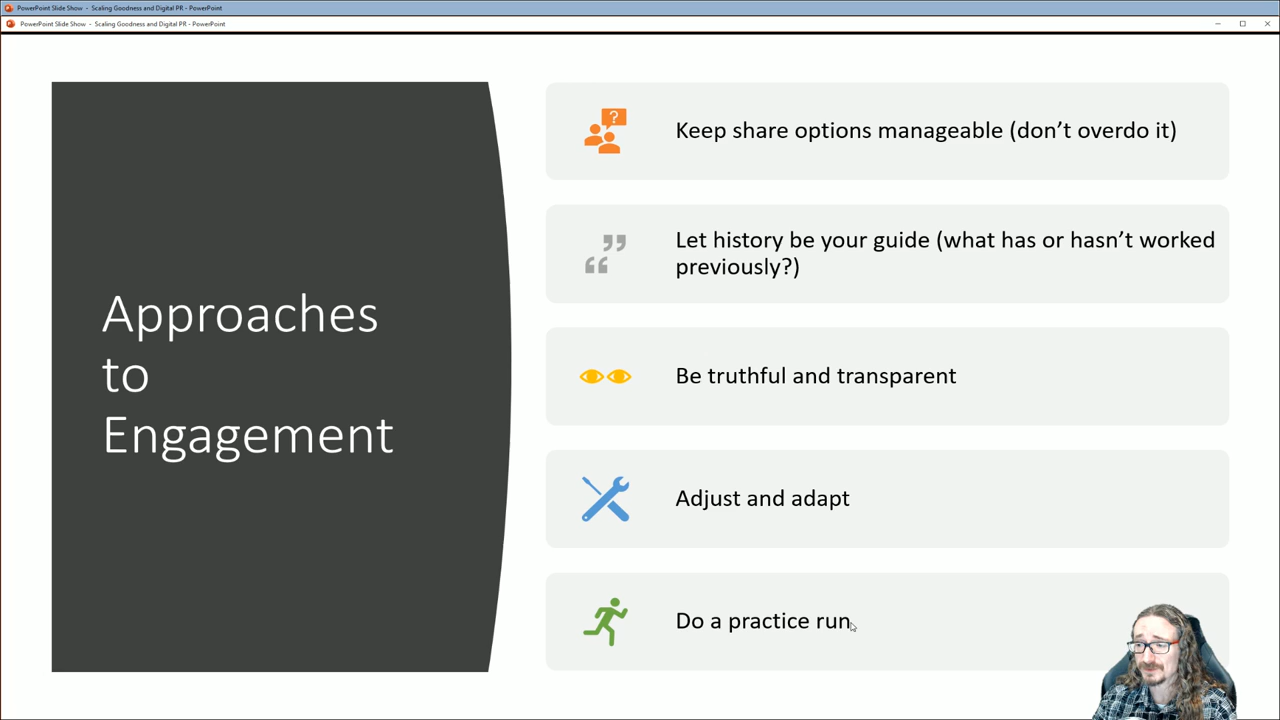 PowerPoint Slide Show - Scaling Goodness and Digital PR - PowerPoint
PowerPoint Slide Show - Scaling Goodness and Digital PR - PowerPoint
Approaches
to
Engagement
?
Keep share options manageable (don’t overdo it)
Let history be your guide (what has or hasn’t worked
previously?)
Be truthful and transparent
Adjust and adapt
Do a practice run